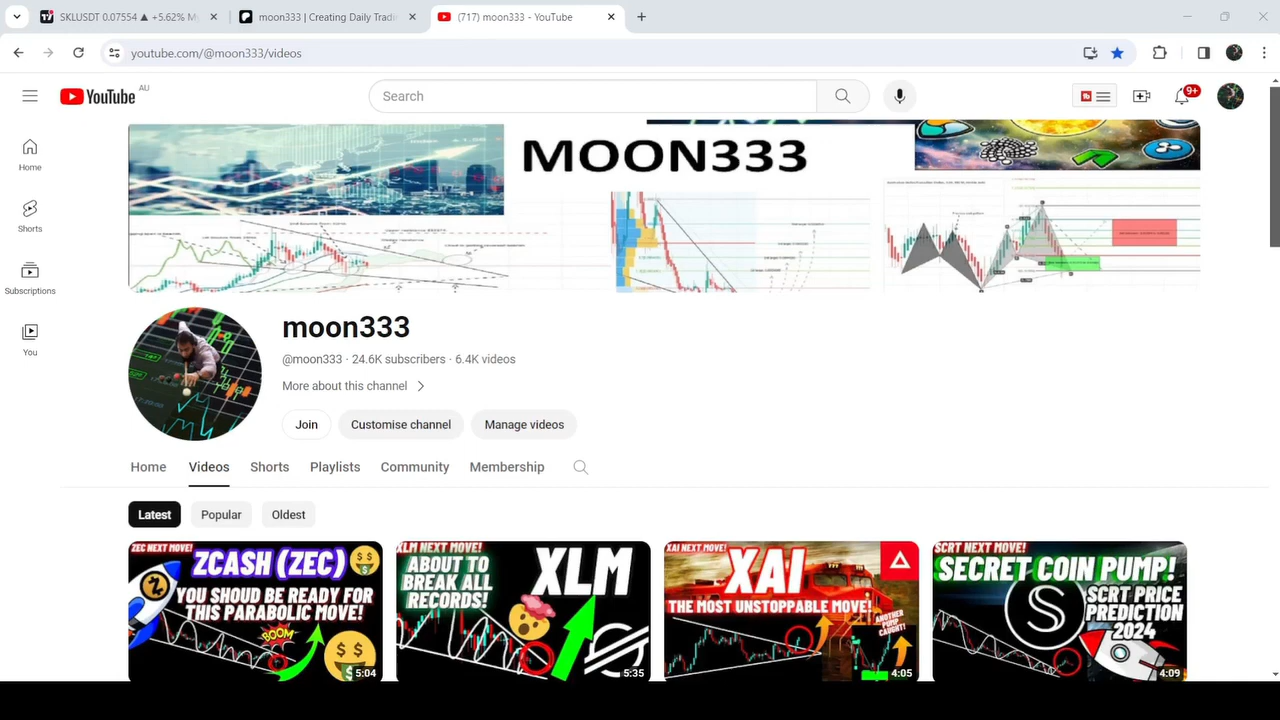 SKLUSDT 0.07554 ▲ +5.62%
moon333 | Creating Daily Tradi
(717) moon333 - YouTube
youtube.com/@moon333/videos
YouTube AU
Search
9+
Home
Shorts
Subscriptions
You
MOON333
moon333
@moon333 · 24.6K subscribers · 6.4K videos
More about this channel
Join
Customise channel
Manage videos
Home
Videos
Shorts
Playlists
Community
Membership
Latest
Popular
Oldest
ZEC NEXT MOVE!
ZCASH (ZEC)
YOU SHOUD BE READY FOR
THIS PARABOLIC MOVE!
BOOM
5:04
XLM NEXT MOVE!
ABOUT TO
BREAK ALL
RECORDS!
XLM
5:35
XAI NEXT MOVE!
XAI
THE MOST UNSTOPPABLE MOVE!
ANOTHER
PUMP
CAUGHT!
4:05
SCRT NEXT MOVE!
SECRET COIN PUMP!
SCRT PRICE
PREDICTION
2024
S
4:09